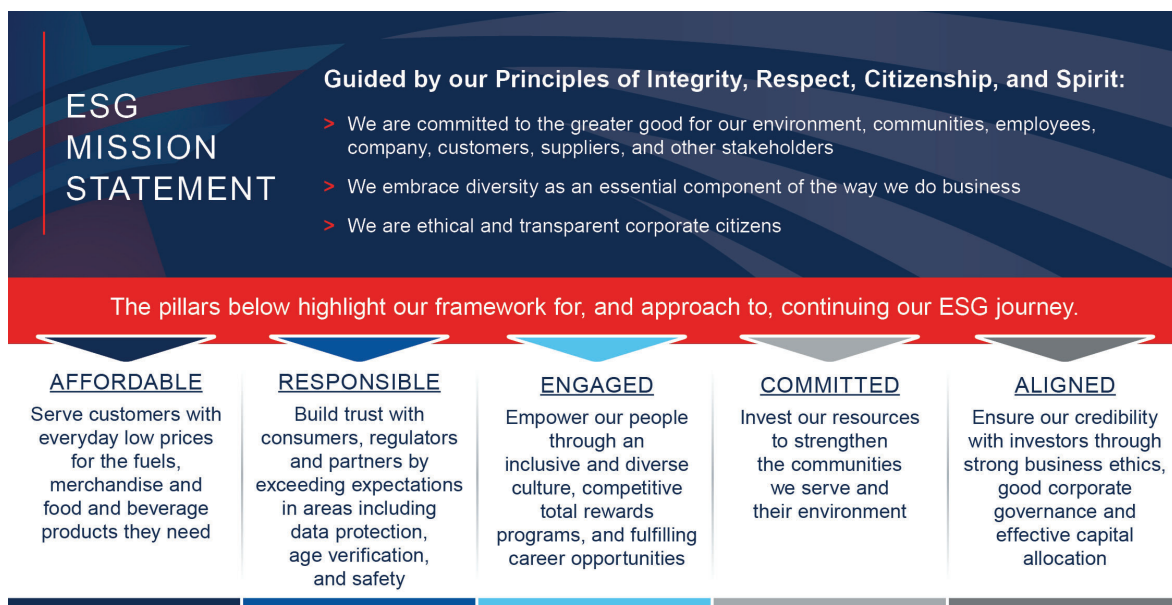 ESG
MISSION
STATEMENT
Guided by our Principles of Integrity, Respect, Citizenship, and Spirit:
> We are committed to the greater good for our environment, communities, employees,
company, customers, suppliers, and other stakeholders
> We embrace diversity as an essential component of the way we do business
> We are ethical and transparent corporate citizens
The pillars below highlight our framework for, and approach to, continuing our ESG journey.
AFFORDABLE
Serve customers with
everyday low prices
for the fuels,
merchandise and
food and beverage
products they need
RESPONSIBLE
Build trust with
consumers, regulators
and partners by
exceeding expectations
in areas including
data protection,
age verification,
and safety
ENGAGED
Empower our people
through an
inclusive and diverse
culture, competitive
total rewards
programs, and fulfilling
career opportunities
COMMITTED
Invest our resources
to strengthen
the communities
we serve and
their environment
ALIGNED
Ensure our credibility
with investors through
strong business ethics,
good corporate
governance and
effective capital
allocation